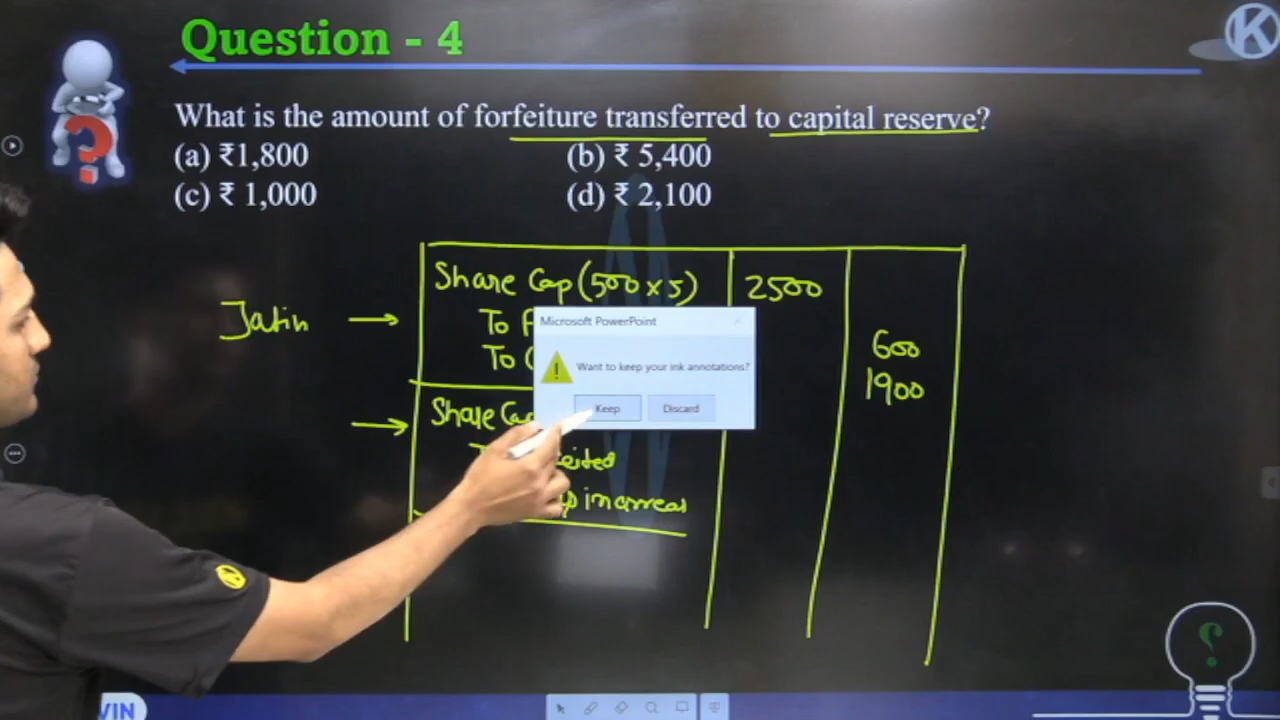 Question - 4
What is the amount of forfeiture transferred to capital reserve?
(a) ₹1,800
(b) ₹ 5,400
(c) ₹ 1,000
(d) ₹ 2,100
Share Cap (500 x 5) 2500
Jatin → To
600
To
1900
Microsoft PowerPoint
Want to keep your ink annotations?
Keep Discard
→ Share
in arrear
VIN
K